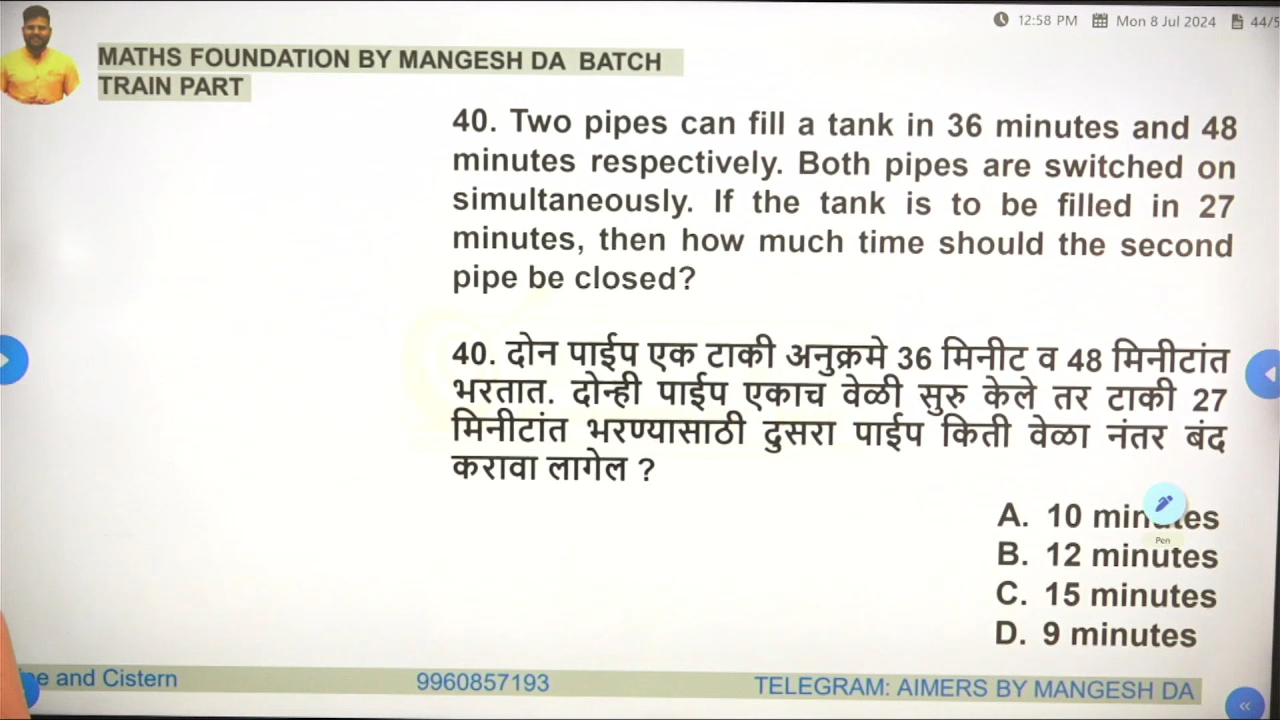 12:58 PM Mon 8 Jul 2024 44/5
MATHS FOUNDATION BY MANGESH DA BATCH
TRAIN PART
40. Two pipes can fill a tank in 36 minutes and 48
minutes respectively. Both pipes are switched on
simultaneously. If the tank is to be filled in 27
minutes, then how much time should the second
pipe be closed?
40. दोन पाईप एक टाकी अनुक्रमे 36 मिनीट व 48 मिनीटांत
भरतात. दोन्ही पाईप एकाच वेळी सुरु केले तर टाकी 27
मिनीटांत भरण्यासाठी दुसरा पाईप किती वेळा नंतर बंद
करावा लागेल ?
A. 10 minutes
Pen
B. 12 minutes
C. 15 minutes
D. 9 minutes
e and Cistern 9960857193 TELEGRAM: AIMERS BY MANGESH DA